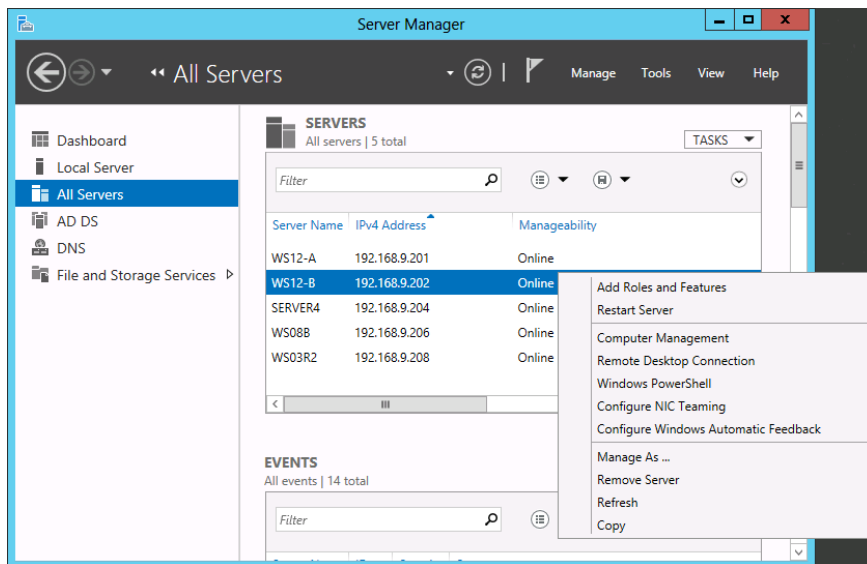 Server Manager
All Servers
Manage Tools View Help
Dashboard
Local Server
All Servers
AD DS
DNS
File and Storage Services
SERVERS
All servers | 5 total
TASKS
Filter
Server Name IPv4 Address Manageability
WS12-A 192.168.9.201 Online
WS12-B 192.168.9.202 Online
SERVER4 192.168.9.204 Online
WS08B 192.168.9.206 Online
WS03R2 192.168.9.208 Online
Add Roles and Features
Restart Server
Computer Management
Remote Desktop Connection
Windows PowerShell
Configure NIC Teaming
Configure Windows Automatic Feedback
Manage As ...
Remove Server
Refresh
Copy
EVENTS
All events | 14 total
Filter